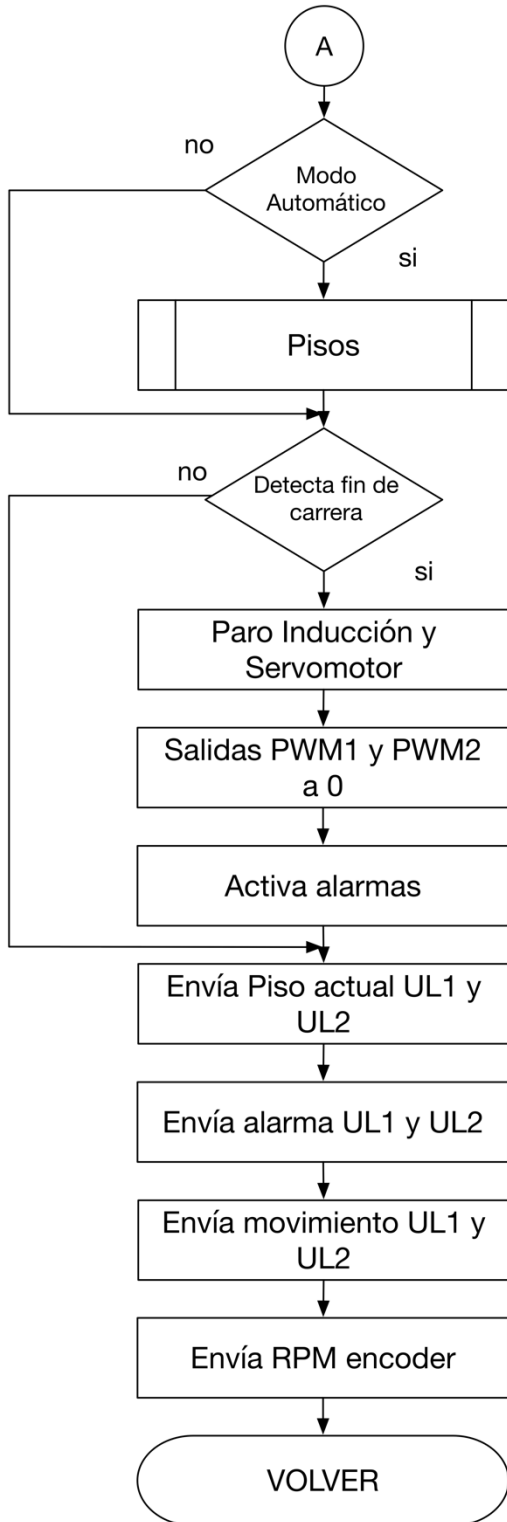 A
no
Modo
Automático
si
Pisos
no
Detecta fin de
carrera
si
Paro Inducción y
Servomotor
Salidas PWM1 y PWM2
a 0
Activa alarmas
Envía Piso actual UL1 y
UL2
Envía alarma UL1 y UL2
Envía movimiento UL1 y
UL2
Envía RPM encoder
VOLVER